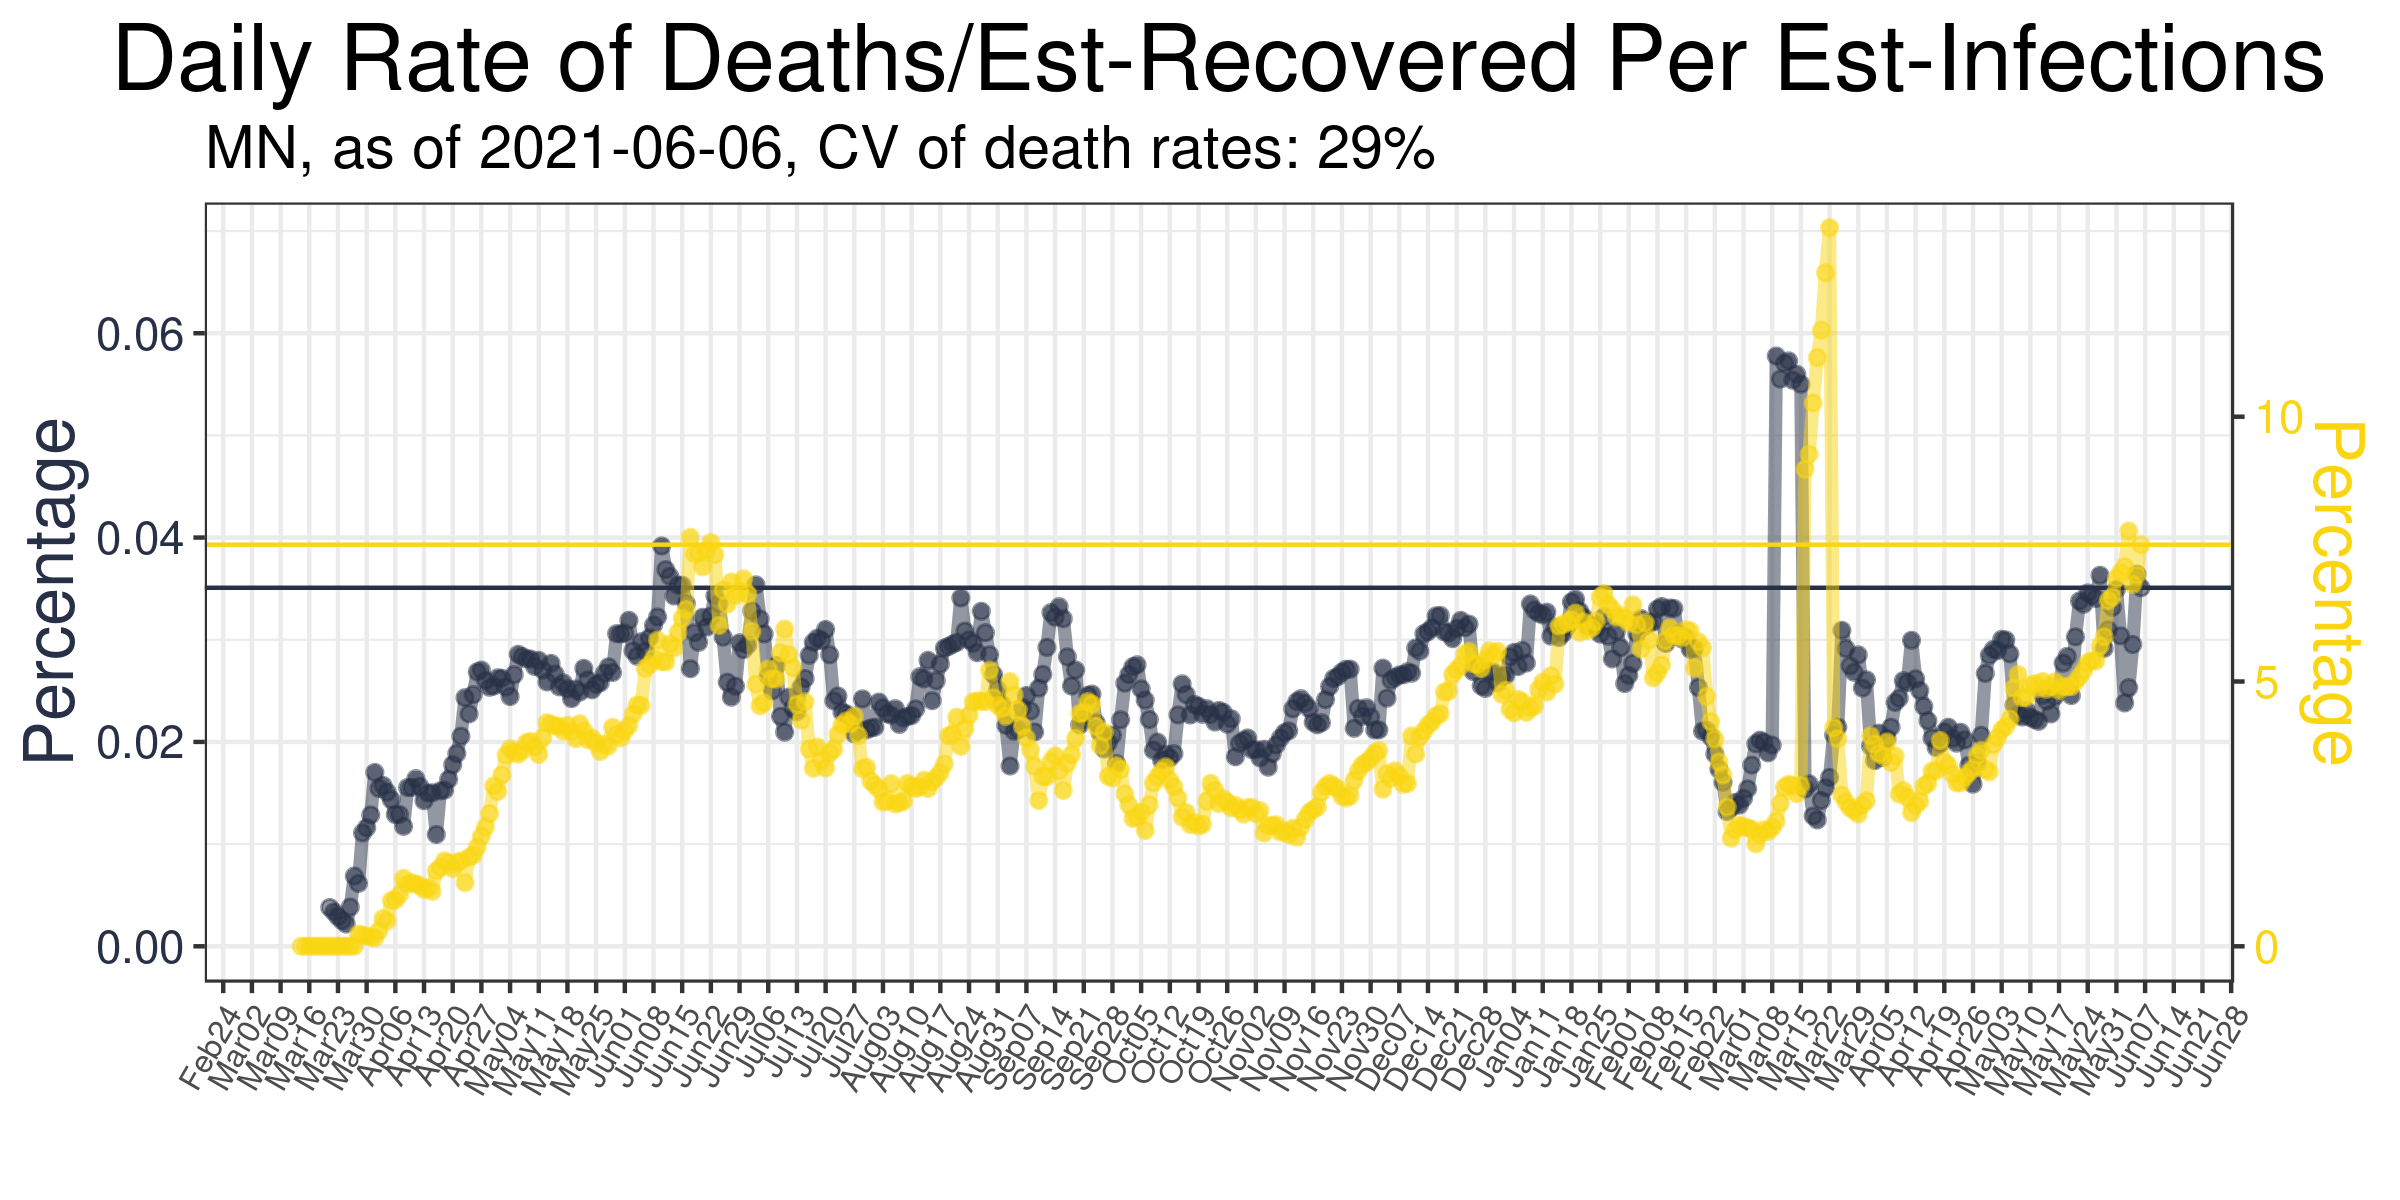 Daily Rate of Deaths/Est-Recovered Per Est-Infections
MN, as of 2021-06-06, CV of death rates: 29%
Percentage
0.06
0.04
0.02
0.00
10
5
0
Percentage
Feb24
Mar02
Mar09
Mar16
Mar23
Mar30
Apr06
Apr13
Apr20
Apr27
May04
May11
May18
May25
Jun01
Jun08
Jun15
Jun22
Jun29
Jul06
Jul13
Jul20
Jul27
Aug03
Aug10
Aug17
Aug24
Aug31
Sep07
Sep14
Sep21
Sep28
Oct05
Oct12
Oct19
Oct26
Nov02
Nov09
Nov16
Nov23
Nov30
Dec07
Dec14
Dec21
Dec28
Jan04
Jan11
Jan18
Jan25
Feb01
Feb08
Feb15
Feb22
Mar01
Mar08
Mar15
Mar22
Mar29
Apr05
Apr12
Apr19
Apr26
May03
May10
May17
May24
May31
Jun07
Jun14
Jun21
Jun28